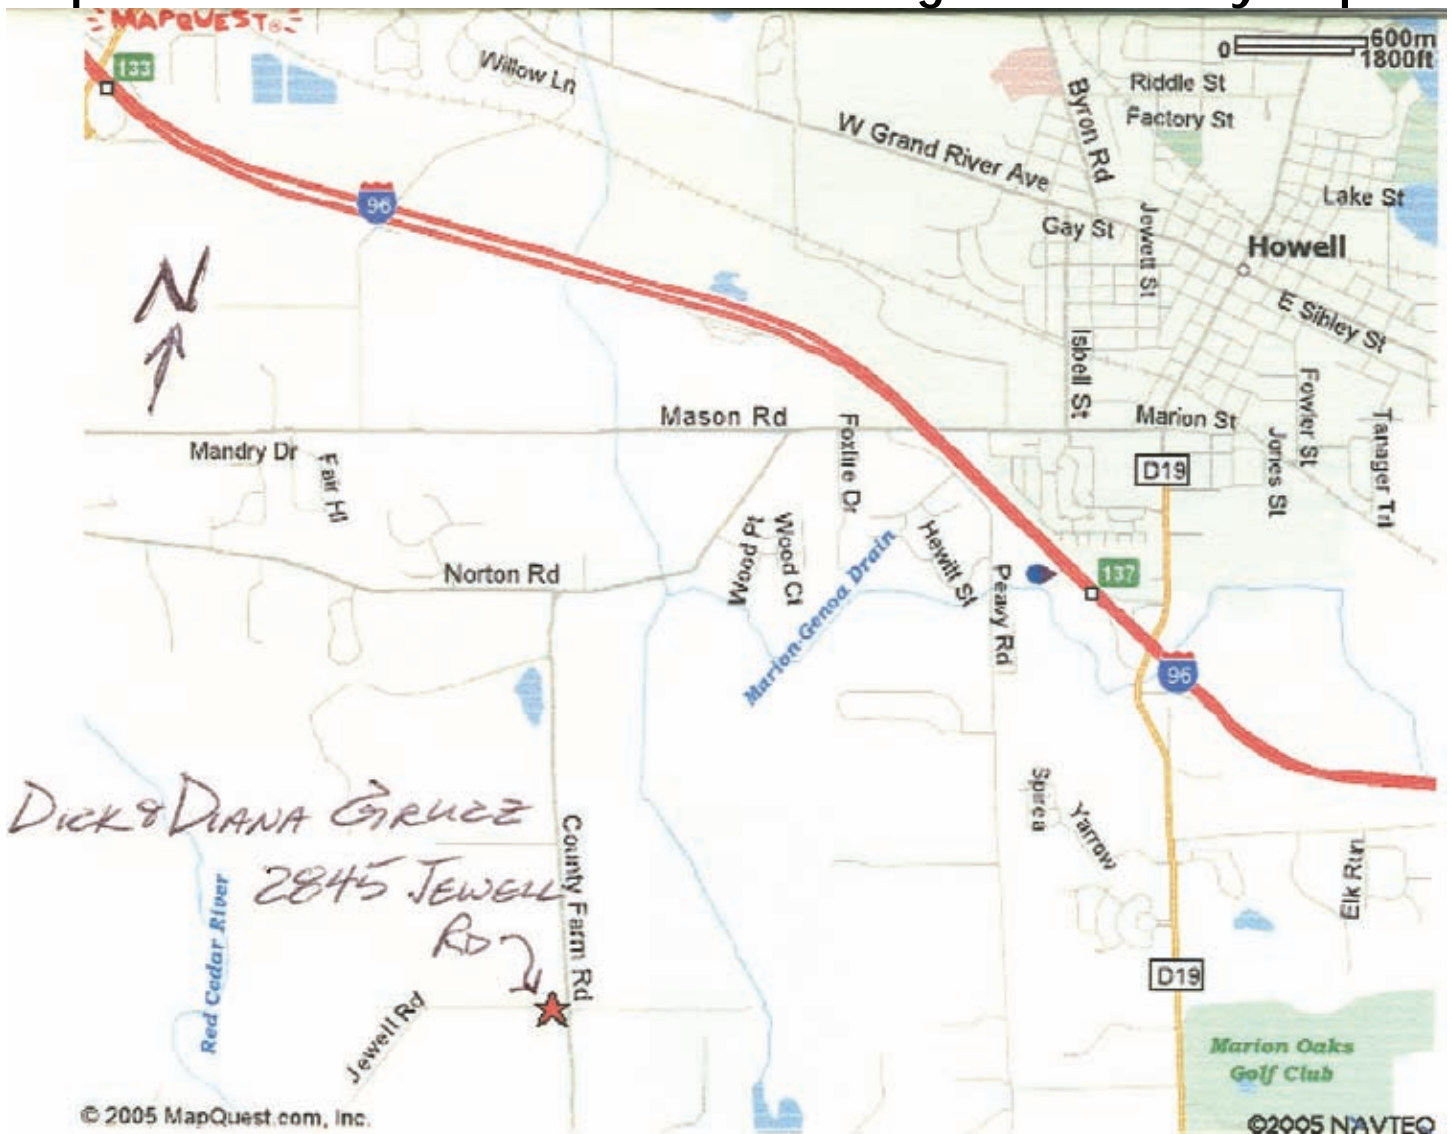 MAPQUEST®
133
Willow Ln
0 600m
1800ft
Riddle St
Factory St
Byron Rd
W Grand River Ave
Lake St
96
Gay St
Jewett St
Howell
N
E Sibley St
Isbell St
Mason Rd
Marion St
Foxfire Dr
Fowler St
Jones St
Tanager Trl
Mandry Dr
Fair Hl
D19
Wood Pl
Wood Ct
Hewitt St
Norton Rd
Marion-Genoa Drain
Peavy Rd
137
96
Spirea
Yarrow
DICK & DIANA GRUZZ
2845 JEWELL
RD
County Farm Rd
Elk Run
Red Cedar River
D19
Jewell Rd
Marion Oaks
Golf Club
© 2005 MapQuest.com, Inc.
©2005 NAVTEQ